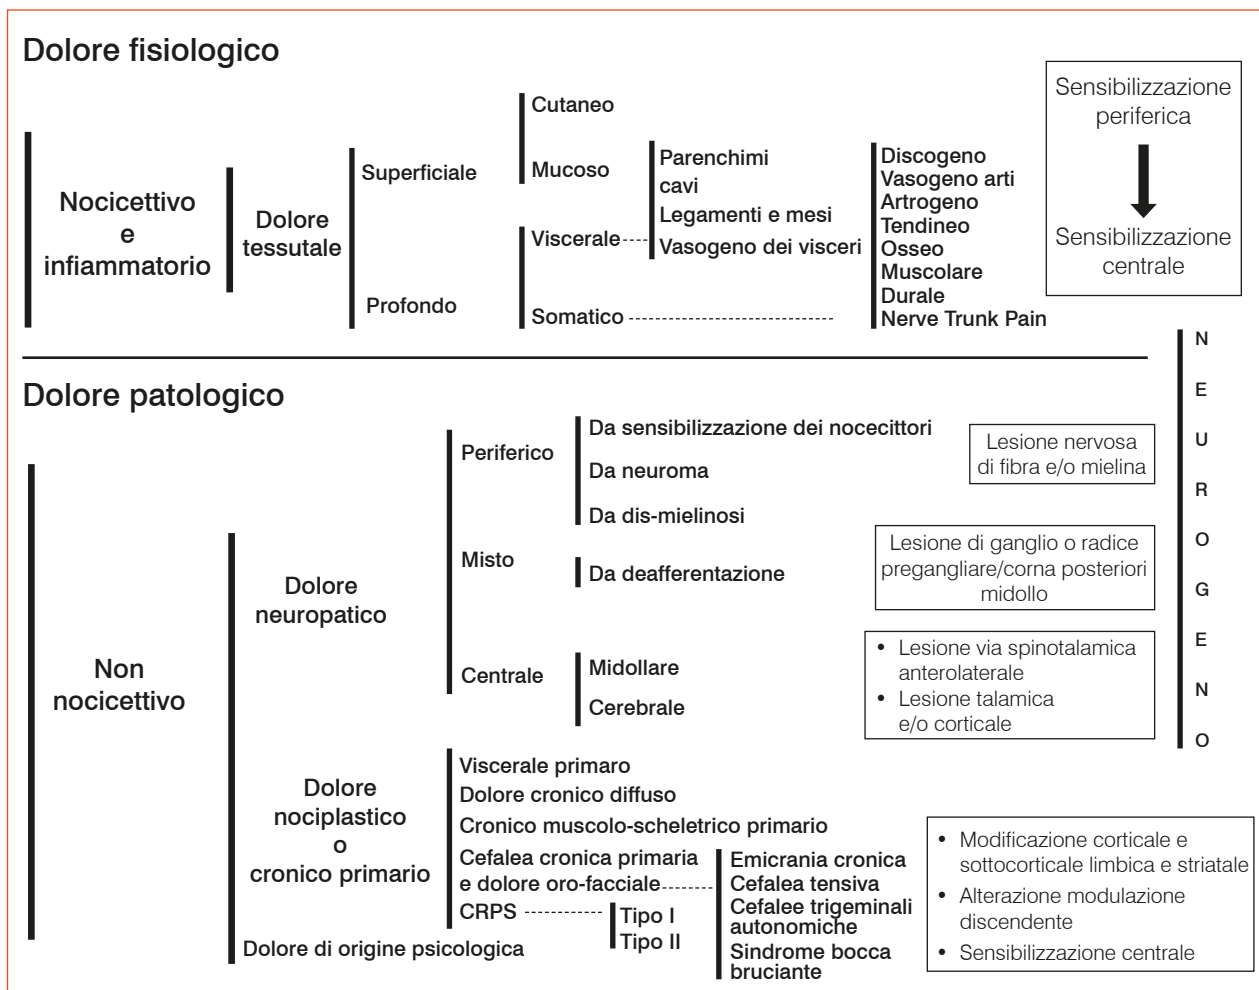 Dolore fisiologico
Nocicettivo
e
infiammatorio
Dolore
tessutale
Superficiale
Profondo
Cutaneo
Mucoso
Viscerale
Somatico
Parenchimi
cavi
Legamenti e mesi
Vasogeno dei visceri
Discogeno
Vasogeno arti
Artrogeno
Tendineo
Osseo
Muscolare
Durale
Nerve Trunk Pain
Sensibilizzazione
periferica
Sensibilizzazione
centrale
Dolore patologico
Non
nocicettivo
Dolore
neuropatico
Periferico
Da sensibilizzazione dei nocecittori
Da neuroma
Da dis-mielinosi
Misto
Da deafferentazione
Centrale
Midollare
Cerebrale
Lesione nervosa
di fibra e/o mielina
Lesione di ganglio o radice
pregangliare/corna posteriori
midollo
• Lesione via spinotalamica
anterolaterale
• Lesione talamica
e/o corticale
N
E
U
R
O
G
E
N
O
Dolore
nociplastico
o
cronico primario
Viscerale primaro
Dolore cronico diffuso
Cronico muscolo-scheletrico primario
Cefalea cronica primaria
e dolore oro-facciale
CRPS
Tipo I
Tipo II
Emicrania cronica
Cefalea tensiva
Cefalee trigeminali
autonomiche
Sindrome bocca
bruciante
• Modificazione corticale e
sottocorticale limbica e striatale
• Alterazione modulazione
discendente
• Sensibilizzazione centrale
Dolore di origine psicologica